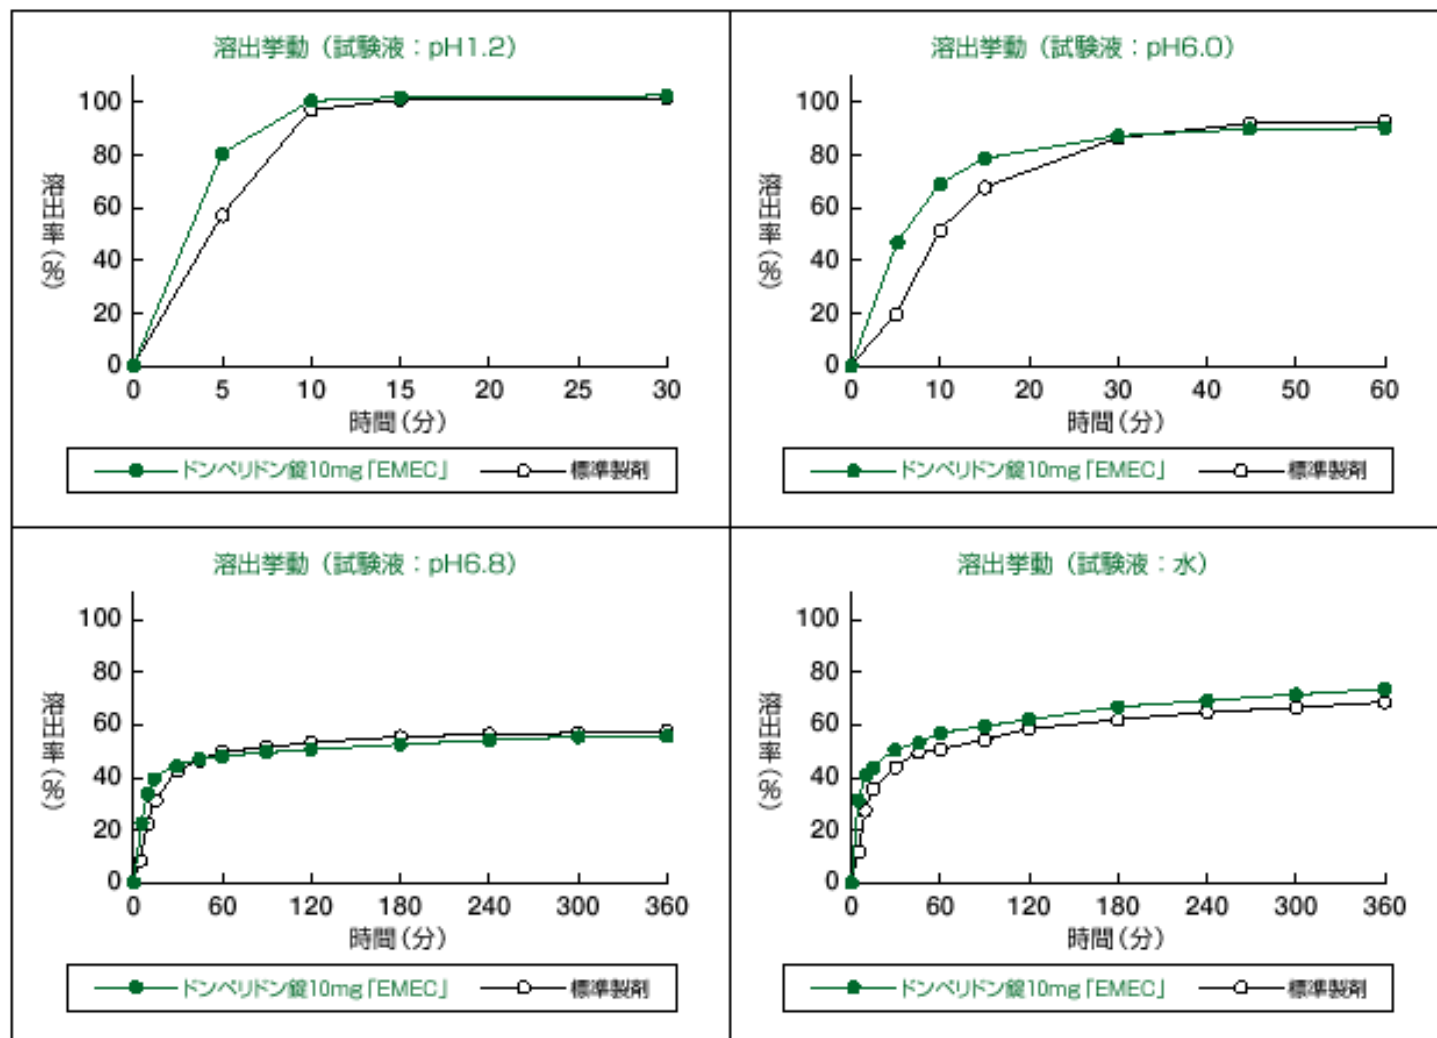 溶出挙動（試験液：pH1.2）
溶出率(%)
100
80
60
40
20
0
0 5 10 15 20 25 30
時間(分)
ドンペリドン錠10mg「EMEC」 標準製剤
溶出挙動（試験液：pH6.0）
溶出率(%)
100
80
60
40
20
0
0 10 20 30 40 50 60
時間(分)
ドンペリドン錠10mg「EMEC」 標準製剤
溶出挙動（試験液：pH6.8）
溶出率(%)
100
80
60
40
20
0
0 60 120 180 240 300 360
時間(分)
ドンペリドン錠10mg「EMEC」 標準製剤
溶出挙動（試験液：水）
溶出率(%)
100
80
60
40
20
0
0 60 120 180 240 300 360
時間(分)
ドンペリドン錠10mg「EMEC」 標準製剤